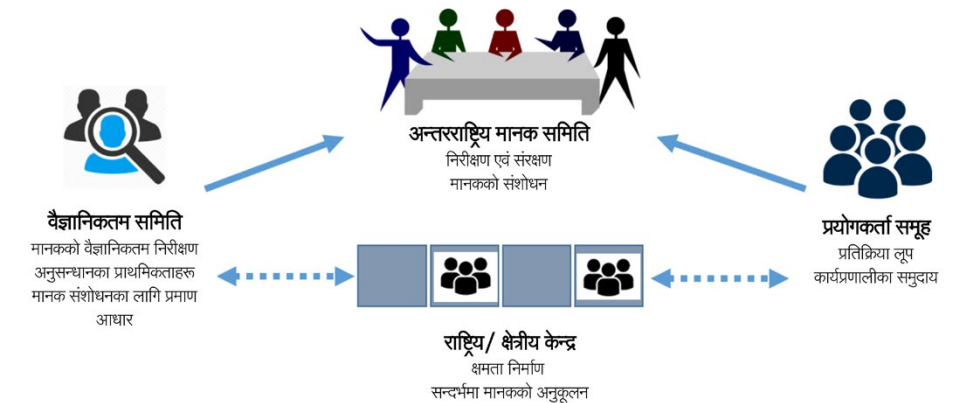 अन्तरराष्ट्रिय मानक समिति
निरीक्षण एवं संरक्षण
मानकको संशोधन
वैज्ञानिकतम समिति
मानकको वैज्ञानिकतम निरीक्षण
अनुसन्धानका प्राथमिकताहरू
मानक संशोधनका लागि प्रमाण
आधार
प्रयोगकर्ता समूह
प्रतिक्रिया लूप
कार्यप्रणालीका समुदाय
राष्ट्रिय/ क्षेत्रीय केन्द्र
क्षमता निर्माण
सन्दर्भमा मानकको अनुकूलन